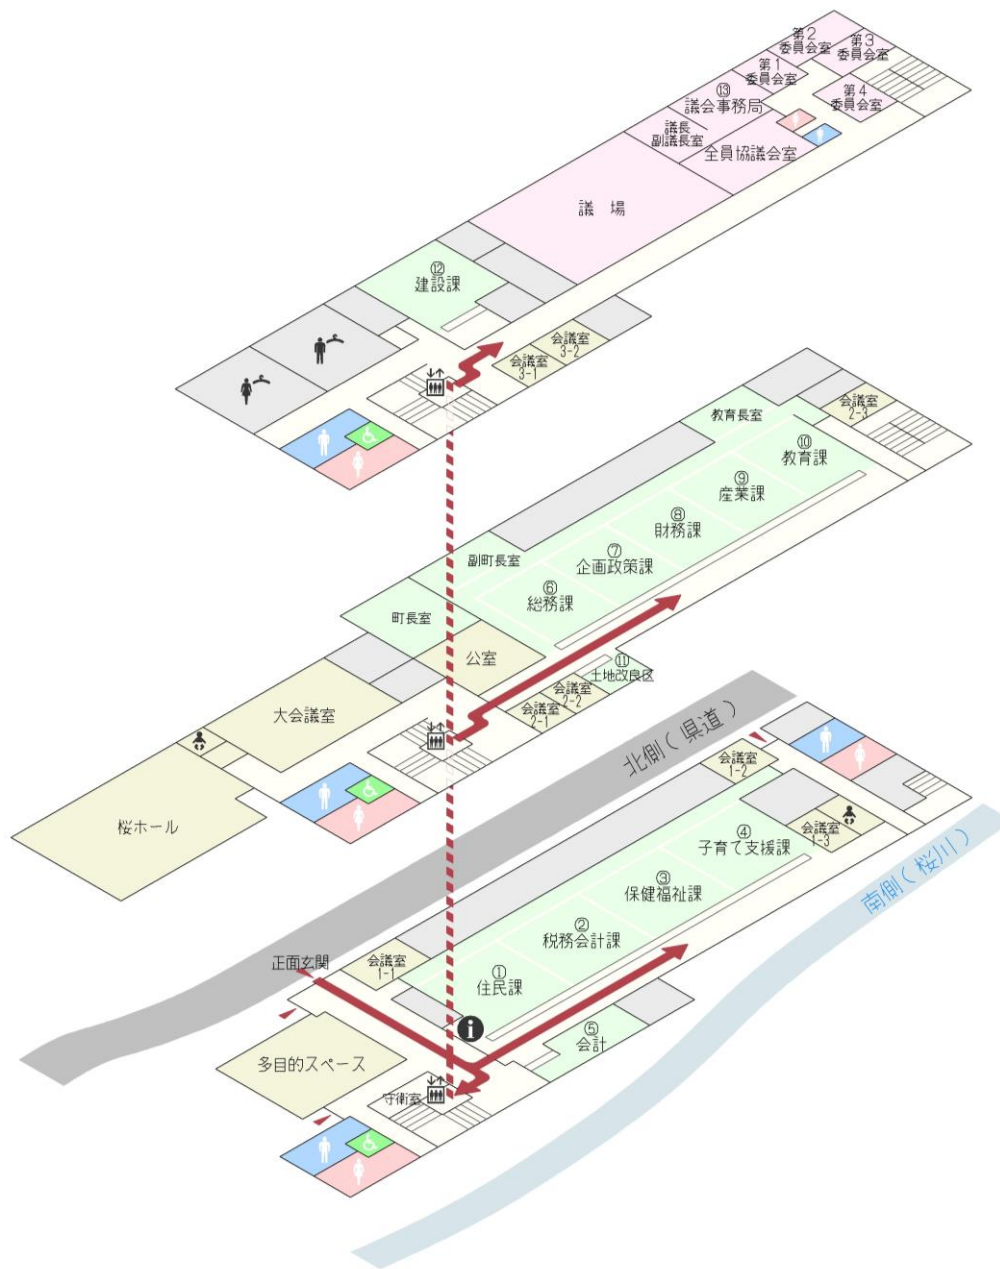 第2
委員会室
第3
委員会室
第1
委員会室
第4
委員会室
⑬
議会事務局
議長
副議長室
全員協議会室
議 場
⑫
建設課
会議室
3-2
会議室
3-1
会議室
2-3
教育長室
⑩
教育課
⑨
産業課
⑧
財務課
⑦
企画政策課
副町長室
⑥
総務課
町長室
公室
⑪
土地改良区
会議室
2-2
会議室
2-1
大会議室
桜ホール
北側(県道)
会議室
1-2
会議室
1-3
④
子育て支援課
③
保健福祉課
②
税務会計課
南側(桜川)
正面玄関
会議室
1-1
①
住民課
i
⑤
会計
多目的スペース
守衛室